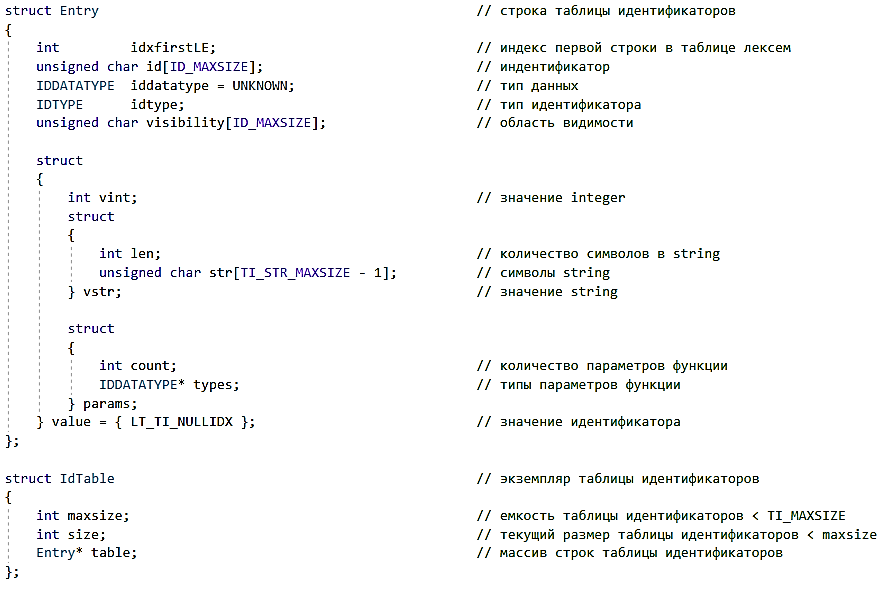 struct Entry // строка таблицы идентификаторов
{
int idxfirstLE; // индекс первой строки в таблице лексем
unsigned char id[ID_MAXSIZE]; // индентификатор
IDDATATYPE iddatatype = UNKNOWN; // тип данных
IDTYPE idtype; // тип идентификатора
unsigned char visibility[ID_MAXSIZE]; // область видимости
struct
{
int vint; // значение integer
struct
{
int len; // количество символов в string
unsigned char str[TI_STR_MAXSIZE - 1]; // символы string
} vstr; // значение string
struct
{
int count; // количество параметров функции
IDDATATYPE* types; // типы параметров функции
} params;
} value = { LT_TI_NULLIDX }; // значение идентификатора
};
struct IdTable // экземпляр таблицы идентификаторов
{
int maxsize; // емкость таблицы идентификаторов < TI_MAXSIZE
int size; // текущий размер таблицы идентификаторов < maxsize
Entry* table; // массив строк таблицы идентификаторов
};